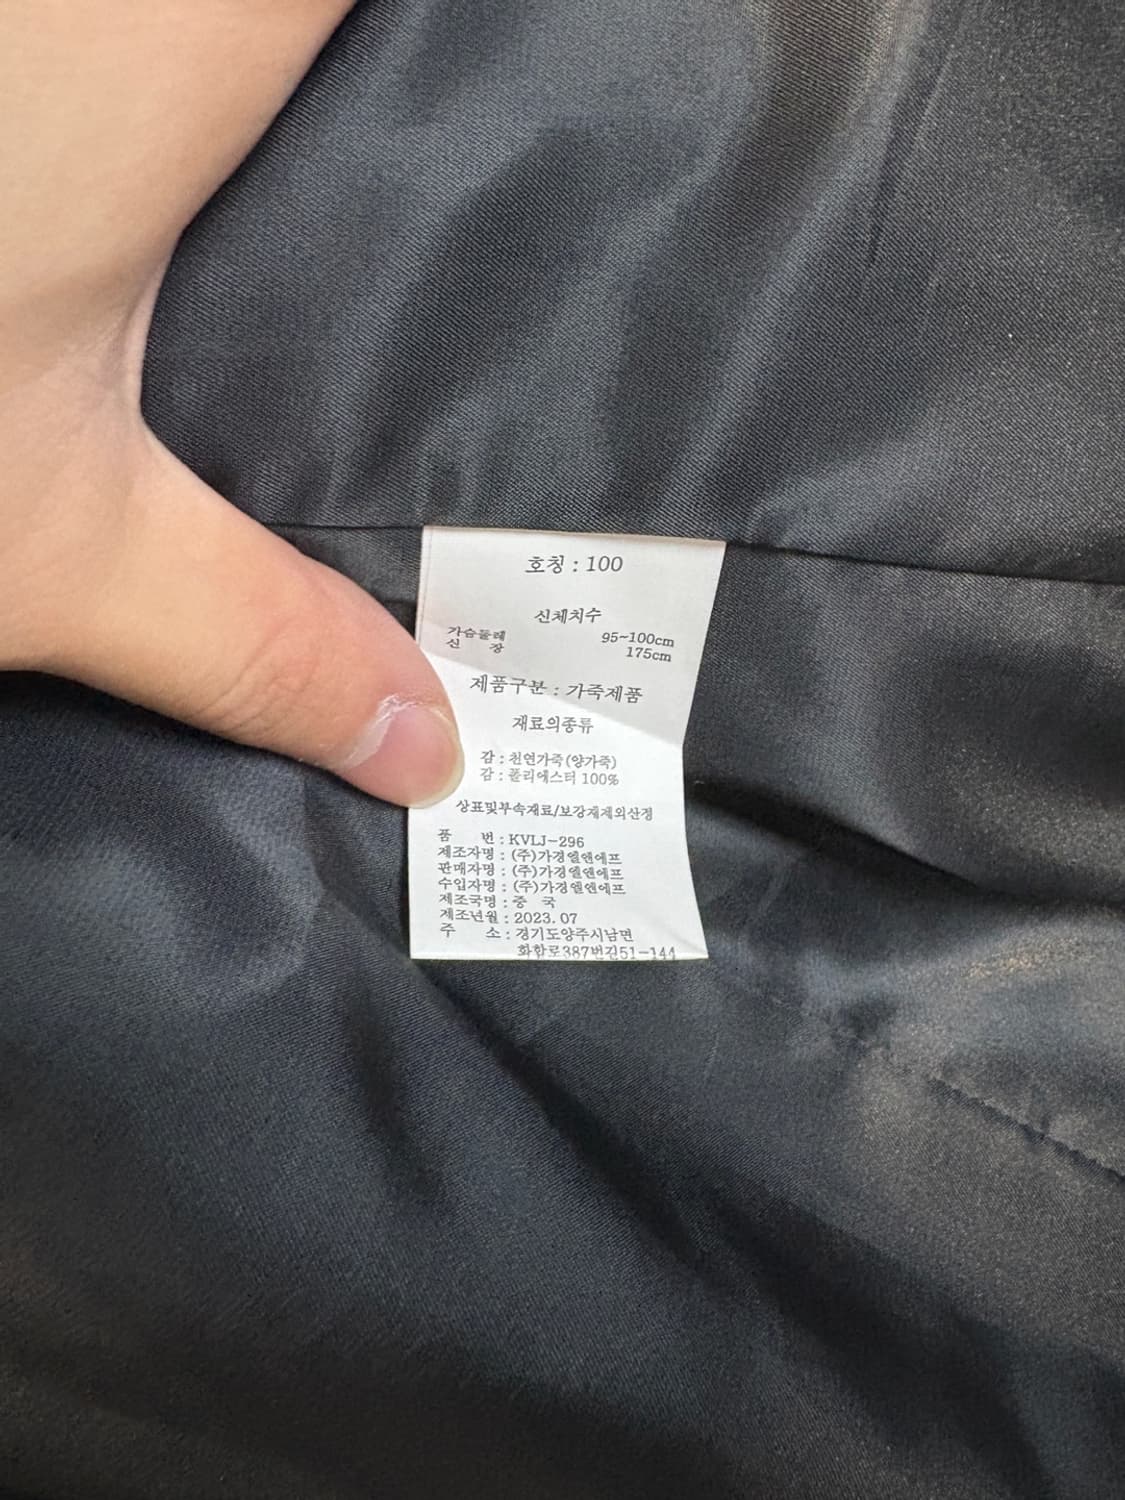 호칭 : 100
신체치수
가슴둘레 95~100cm
신 장 175cm
제품구분 : 가죽제품
재료의종류
감 : 천연가죽(양가죽)
감 : 폴리에스터 100%
상표및부속재료/보강재제외산정
품 번 : KVLJ-296
제조자명 : (주)가경엘앤에프
판매자명 : (주)가경엘앤에프
수입자명 : (주)가경엘앤에프
제조국명 : 중 국
제조년월 : 2023. 07
주 소 : 경기도양주시남면
화합로387번길51-144